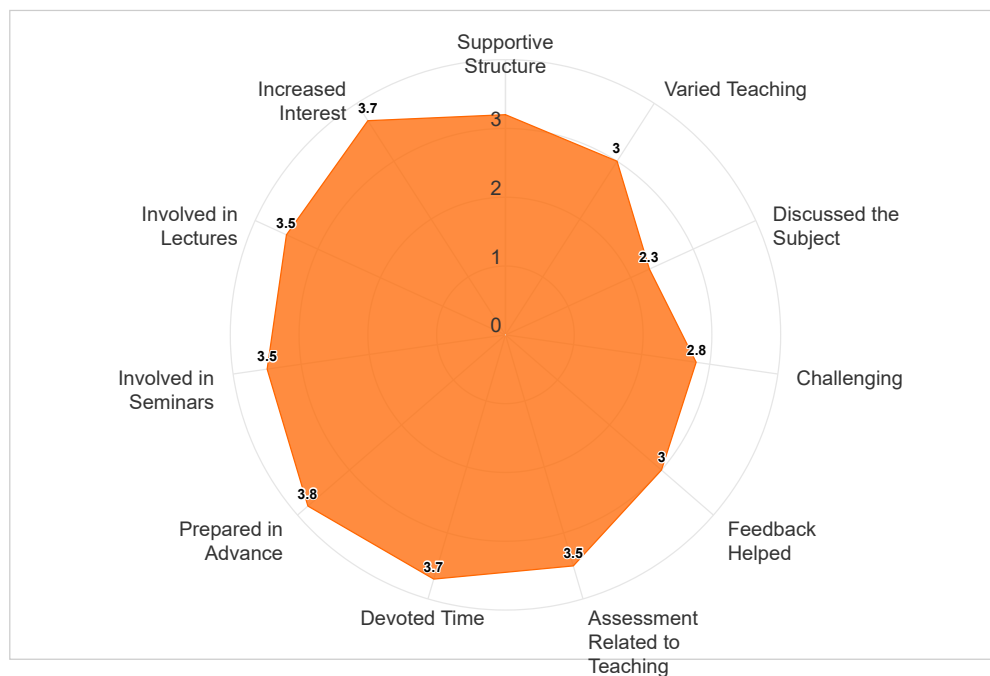 Supportive
Structure
Increased
Interest
3.7
Varied Teaching
3
3
2
Involved in
Lectures
3.5
Discussed the
Subject
2.3
1
0
Involved in
Seminars
3.5
2.8
Challenging
3
Prepared in
Advance
3.8
Feedback
Helped
3.7
3.5
Devoted Time
Assessment
Related to
Teaching